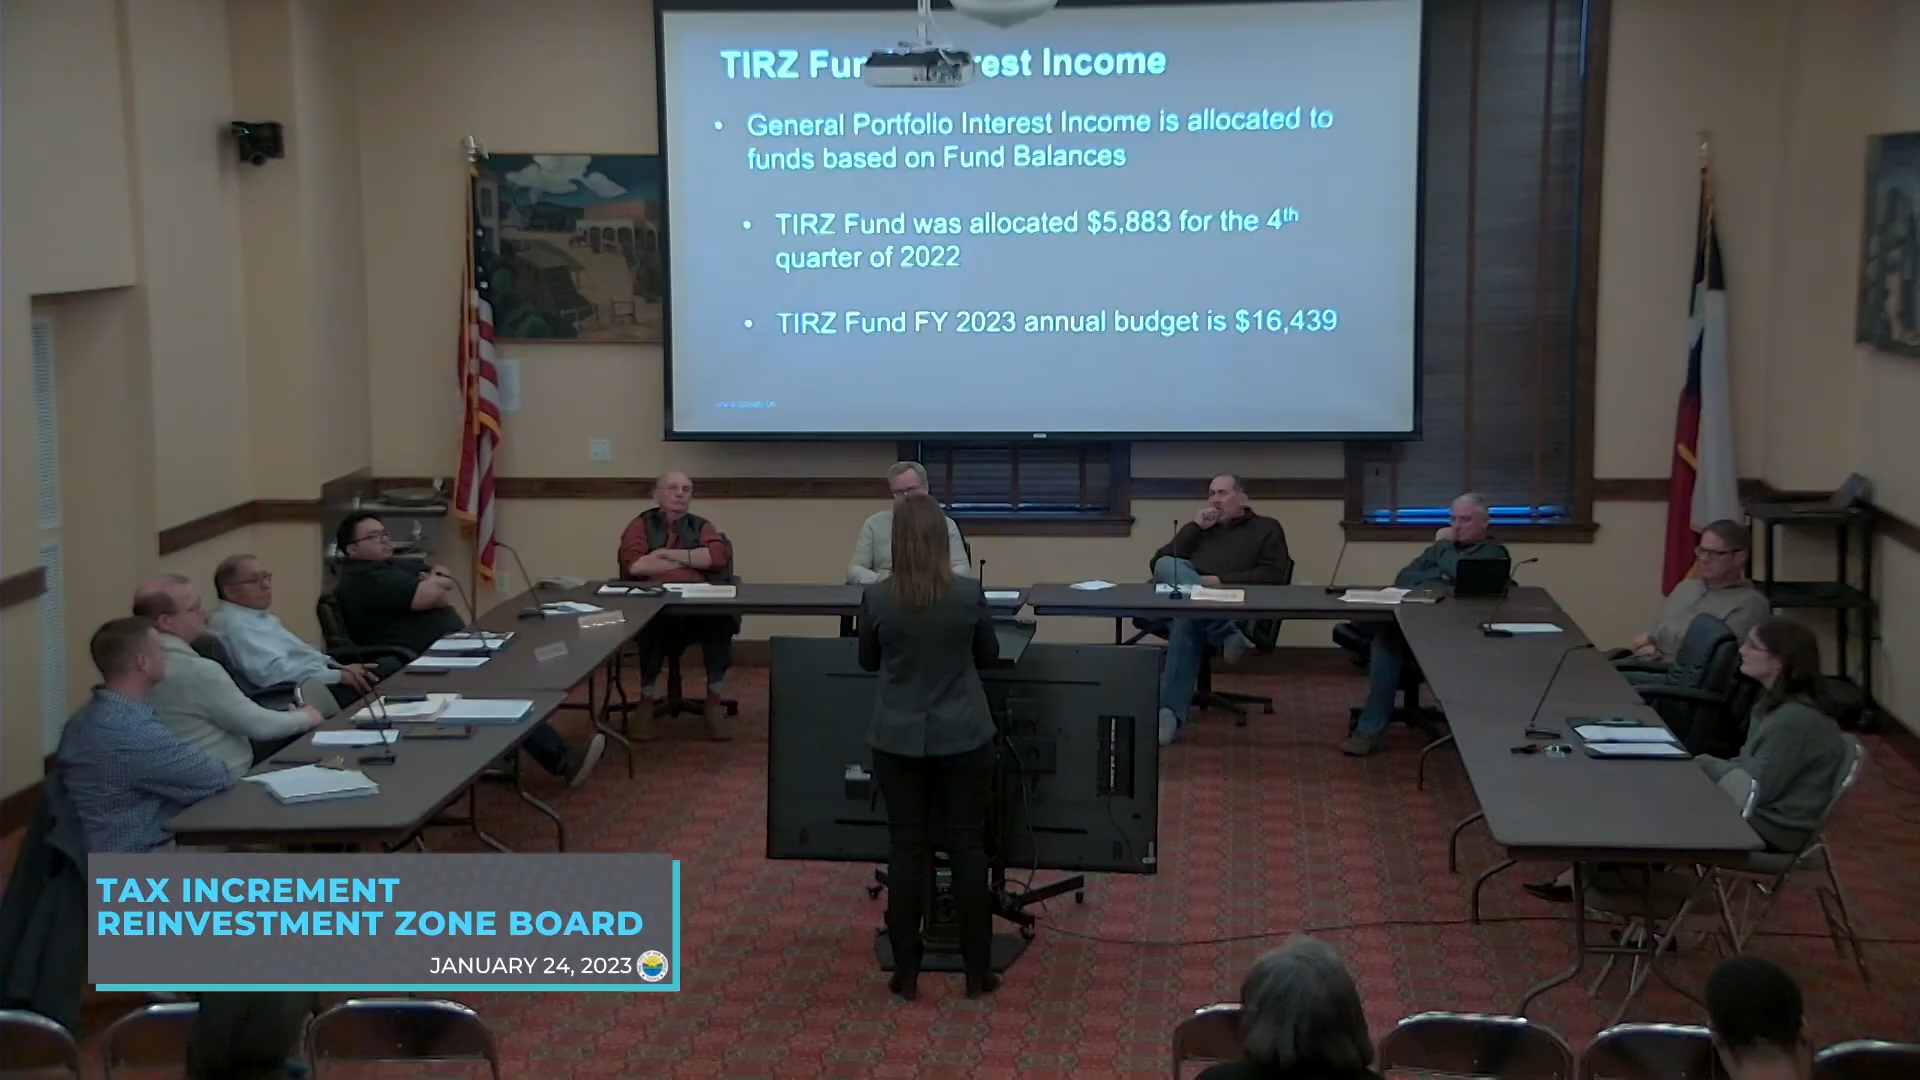 TIRZ Fun rest Income
• General Portfolio Interest Income is allocated to
funds based on Fund Balances
• TIRZ Fund was allocated $5,883 for the 4th
quarter of 2022
• TIRZ Fund FY 2023 annual budget is $16,439
TAX INCREMENT
REINVESTMENT ZONE BOARD
JANUARY 24, 2023